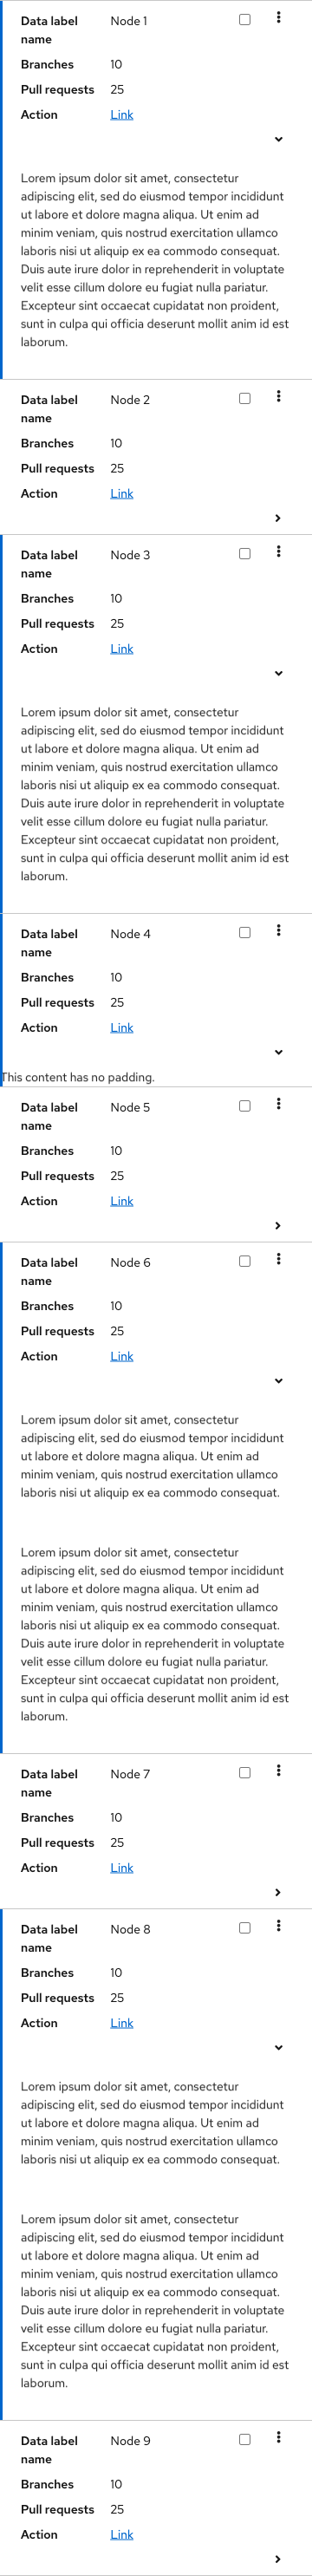 Data label name Node 1
Branches 10
Pull requests 25
Action Link
Lorem ipsum dolor sit amet, consectetur
adipiscing elit, sed do eiusmod tempor incididunt
ut labore et dolore magna aliqua. Ut enim ad
minim veniam, quis nostrud exercitation ullamco
laboris nisi ut aliquip ex ea commodo consequat.
Duis aute irure dolor in reprehenderit in voluptate
velit esse cillum dolore eu fugiat nulla pariatur.
Excepteur sint occaecat cupidatat non proident,
sunt in culpa qui officia deserunt mollit anim id est
laborum.
Data label name Node 2
Branches 10
Pull requests 25
Action Link
Data label name Node 3
Branches 10
Pull requests 25
Action Link
Lorem ipsum dolor sit amet, consectetur
adipiscing elit, sed do eiusmod tempor incididunt
ut labore et dolore magna aliqua. Ut enim ad
minim veniam, quis nostrud exercitation ullamco
laboris nisi ut aliquip ex ea commodo consequat.
Duis aute irure dolor in reprehenderit in voluptate
velit esse cillum dolore eu fugiat nulla pariatur.
Excepteur sint occaecat cupidatat non proident,
sunt in culpa qui officia deserunt mollit anim id est
laborum.
Data label name Node 4
Branches 10
Pull requests 25
Action Link
This content has no padding.
Data label name Node 5
Branches 10
Pull requests 25
Action Link
Data label name Node 6
Branches 10
Pull requests 25
Action Link
Lorem ipsum dolor sit amet, consectetur
adipiscing elit, sed do eiusmod tempor incididunt
ut labore et dolore magna aliqua. Ut enim ad
minim veniam, quis nostrud exercitation ullamco
laboris nisi ut aliquip ex ea commodo consequat.
Lorem ipsum dolor sit amet, consectetur
adipiscing elit, sed do eiusmod tempor incididunt
ut labore et dolore magna aliqua. Ut enim ad
minim veniam, quis nostrud exercitation ullamco
laboris nisi ut aliquip ex ea commodo consequat.
Duis aute irure dolor in reprehenderit in voluptate
velit esse cillum dolore eu fugiat nulla pariatur.
Excepteur sint occaecat cupidatat non proident,
sunt in culpa qui officia deserunt mollit anim id est
laborum.
Data label name Node 7
Branches 10
Pull requests 25
Action Link
Data label name Node 8
Branches 10
Pull requests 25
Action Link
Lorem ipsum dolor sit amet, consectetur
adipiscing elit, sed do eiusmod tempor incididunt
ut labore et dolore magna aliqua. Ut enim ad
minim veniam, quis nostrud exercitation ullamco
laboris nisi ut aliquip ex ea commodo consequat.
Lorem ipsum dolor sit amet, consectetur
adipiscing elit, sed do eiusmod tempor incididunt
ut labore et dolore magna aliqua. Ut enim ad
minim veniam, quis nostrud exercitation ullamco
laboris nisi ut aliquip ex ea commodo consequat.
Duis aute irure dolor in reprehenderit in voluptate
velit esse cillum dolore eu fugiat nulla pariatur.
Excepteur sint occaecat cupidatat non proident,
sunt in culpa qui officia deserunt mollit anim id est
laborum.
Data label name Node 9
Branches 10
Pull requests 25
Action Link